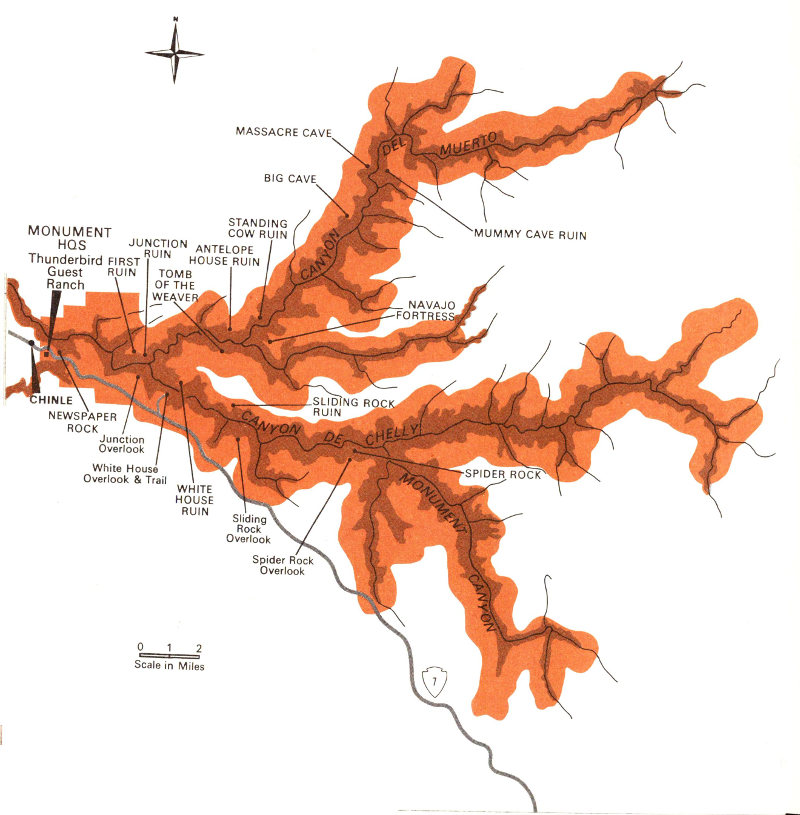 N
MASSACRE CAVE
DEL
MUERTO
BIG CAVE
MUMMY CAVE RUIN
STANDING
COW RUIN
CANYON
MONUMENT
HQS
Thunderbird
Guest
Ranch
FIRST
RUIN
JUNCTION
RUIN
TOMB
OF THE
WEAVER
ANTELOPE
HOUSE RUIN
NAVAJO
FORTRESS
CHINLE
NEWSPAPER
ROCK
Junction
Overlook
White House
Overlook & Trail
WHITE
HOUSE
RUIN
SLIDING ROCK
RUIN
CANYON DE CHELLY
Sliding
Rock
Overlook
Spider Rock
Overlook
SPIDER ROCK
MONUMENT
CANYON
0 1 2
Scale in Miles
7